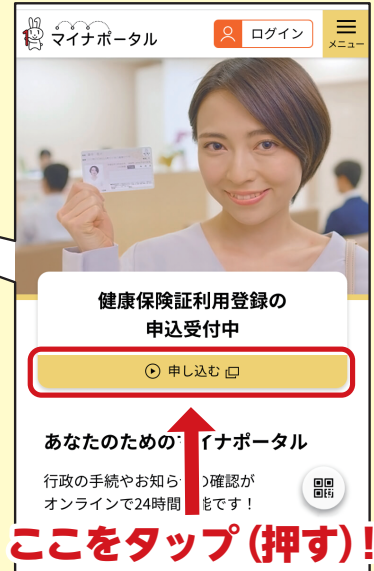 マイナポータル
ログイン
メニュー
健康保険証利用登録の
申込受付中
申し込む
あなたのための イナポータル
行政の手続やお知ら の確認が
オンラインで24時間 能です!
ここをタップ(押す)!